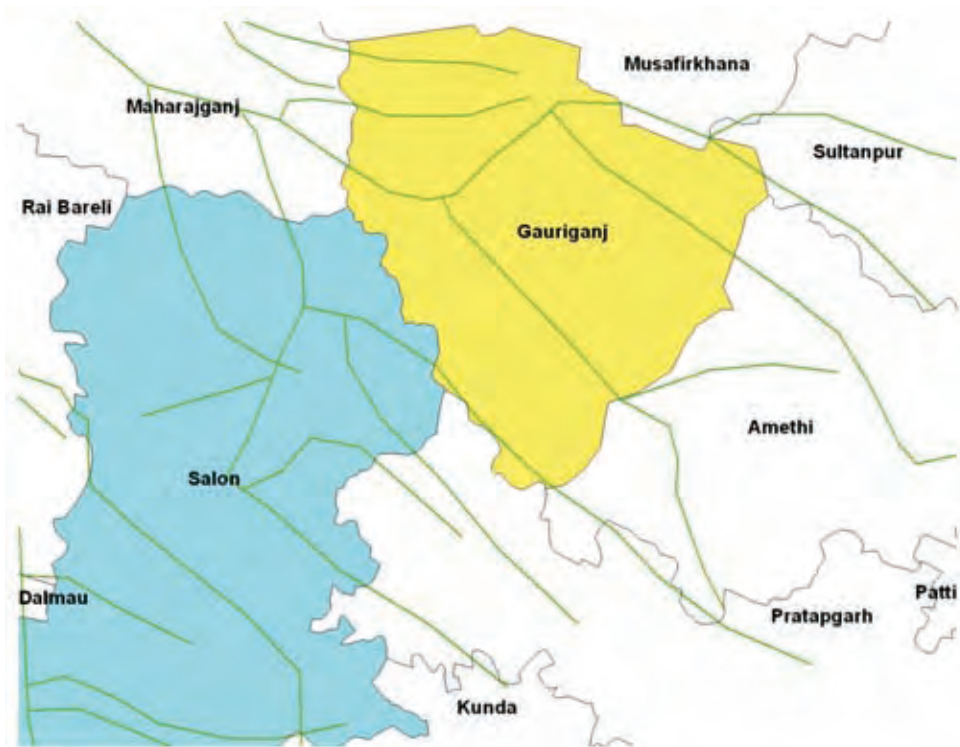 Musafirkhana
Maharajganj
Sultanpur
Rai Bareli
Gauriganj
Amethi
Salon
Dalmau
Patti
Pratapgarh
Kunda